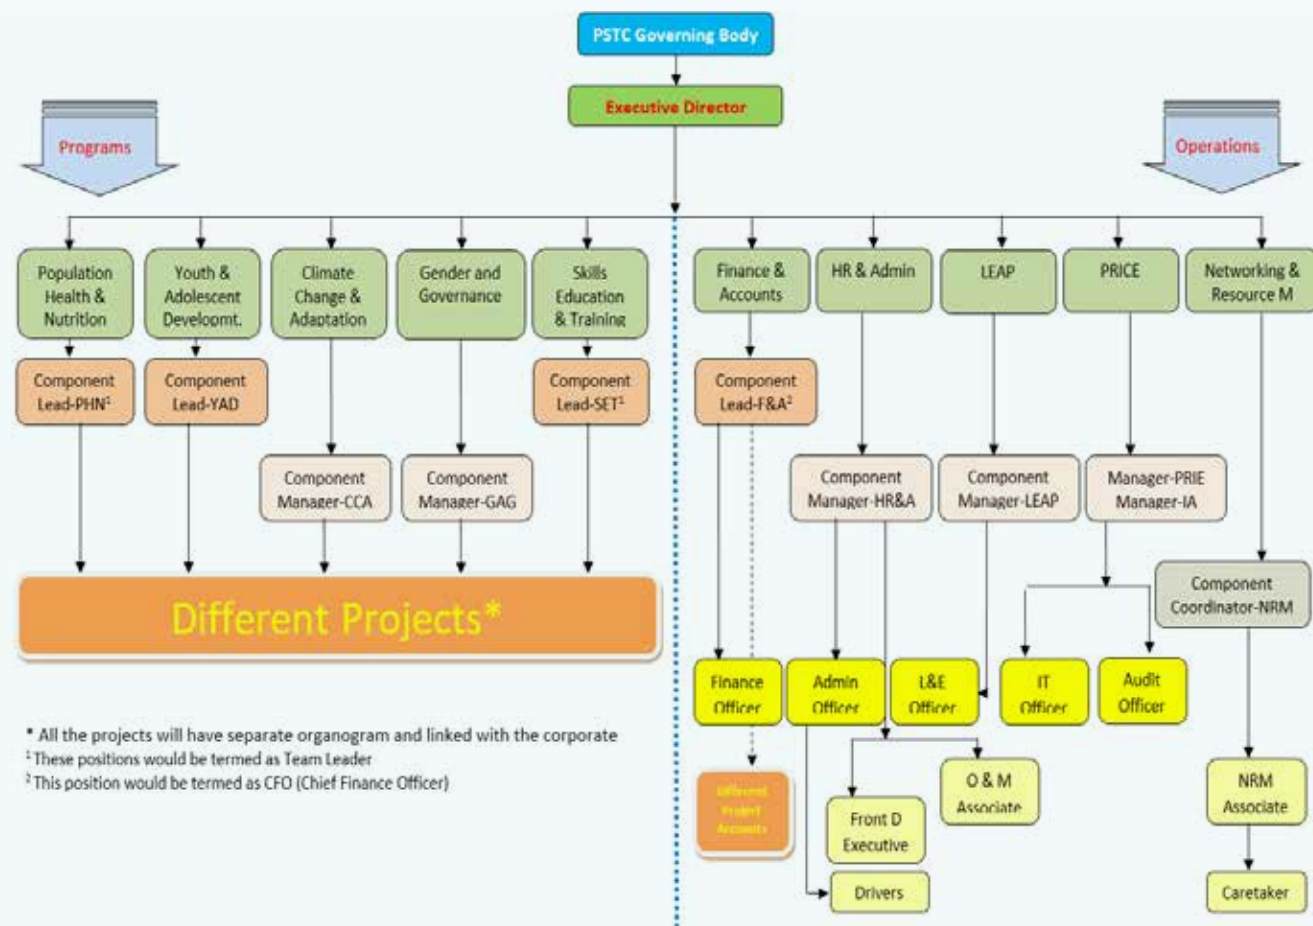 PSTC Governing Body
Executive Director
Programs
Operations
Population
Health &
Nutrition
Youth &
Adolescent
Developmt.
Climate
Change &
Adaptation
Gender and
Governance
Skills
Education
& Training
Finance &
Accounts
HR & Admin
LEAP
PRICE
Networking &
Resource M
Component
Lead-PHN¹
Component
Lead-YAD
Component
Lead-SET¹
Component
Lead-F&A²
Component
Manager-CCA
Component
Manager-GAG
Component
Manager-HR&A
Component
Manager-LEAP
Manager-PRIE
Manager-IA
Component
Coordinator-NRM
Different Projects*
Finance
Officer
Admin
Officer
L&E
Officer
IT
Officer
Audit
Officer
* All the projects will have separate organogram and linked with the corporate
¹ These positions would be termed as Team Leader
² This position would be termed as CFO (Chief Finance Officer)
Different
Project
Accounts
Front D
Executive
O & M
Associate
NRM
Associate
Drivers
Caretaker